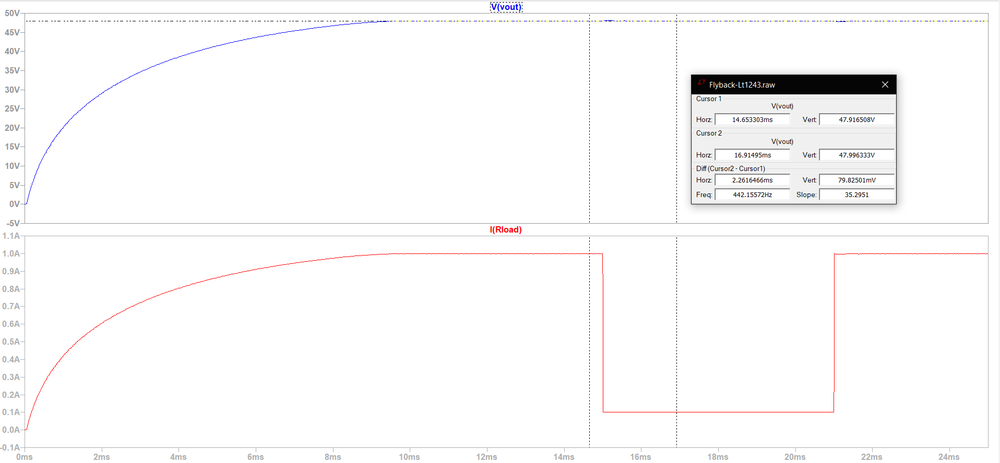 V(vout)
50V
45V
40V
35V
30V
25V
20V
15V
10V
5V
0V
-5V
Flyback-Lt1243.raw
Cursor 1
V(vout)
Horz: 14.653303ms Vert: 47.916508V
Cursor 2
V(vout)
Horz: 16.91495ms Vert: 47.996333V
Diff (Cursor2 - Cursor1)
Horz: 2.2616466ms Vert: 79.82501mV
Freq: 442.15572Hz Slope: 35.2951
I(Rload)
1.1A
1.0A
0.9A
0.8A
0.7A
0.6A
0.5A
0.4A
0.3A
0.2A
0.1A
0.0A
-0.1A
0ms 2ms 4ms 6ms 8ms 10ms 12ms 14ms 16ms 18ms 20ms 22ms 24ms